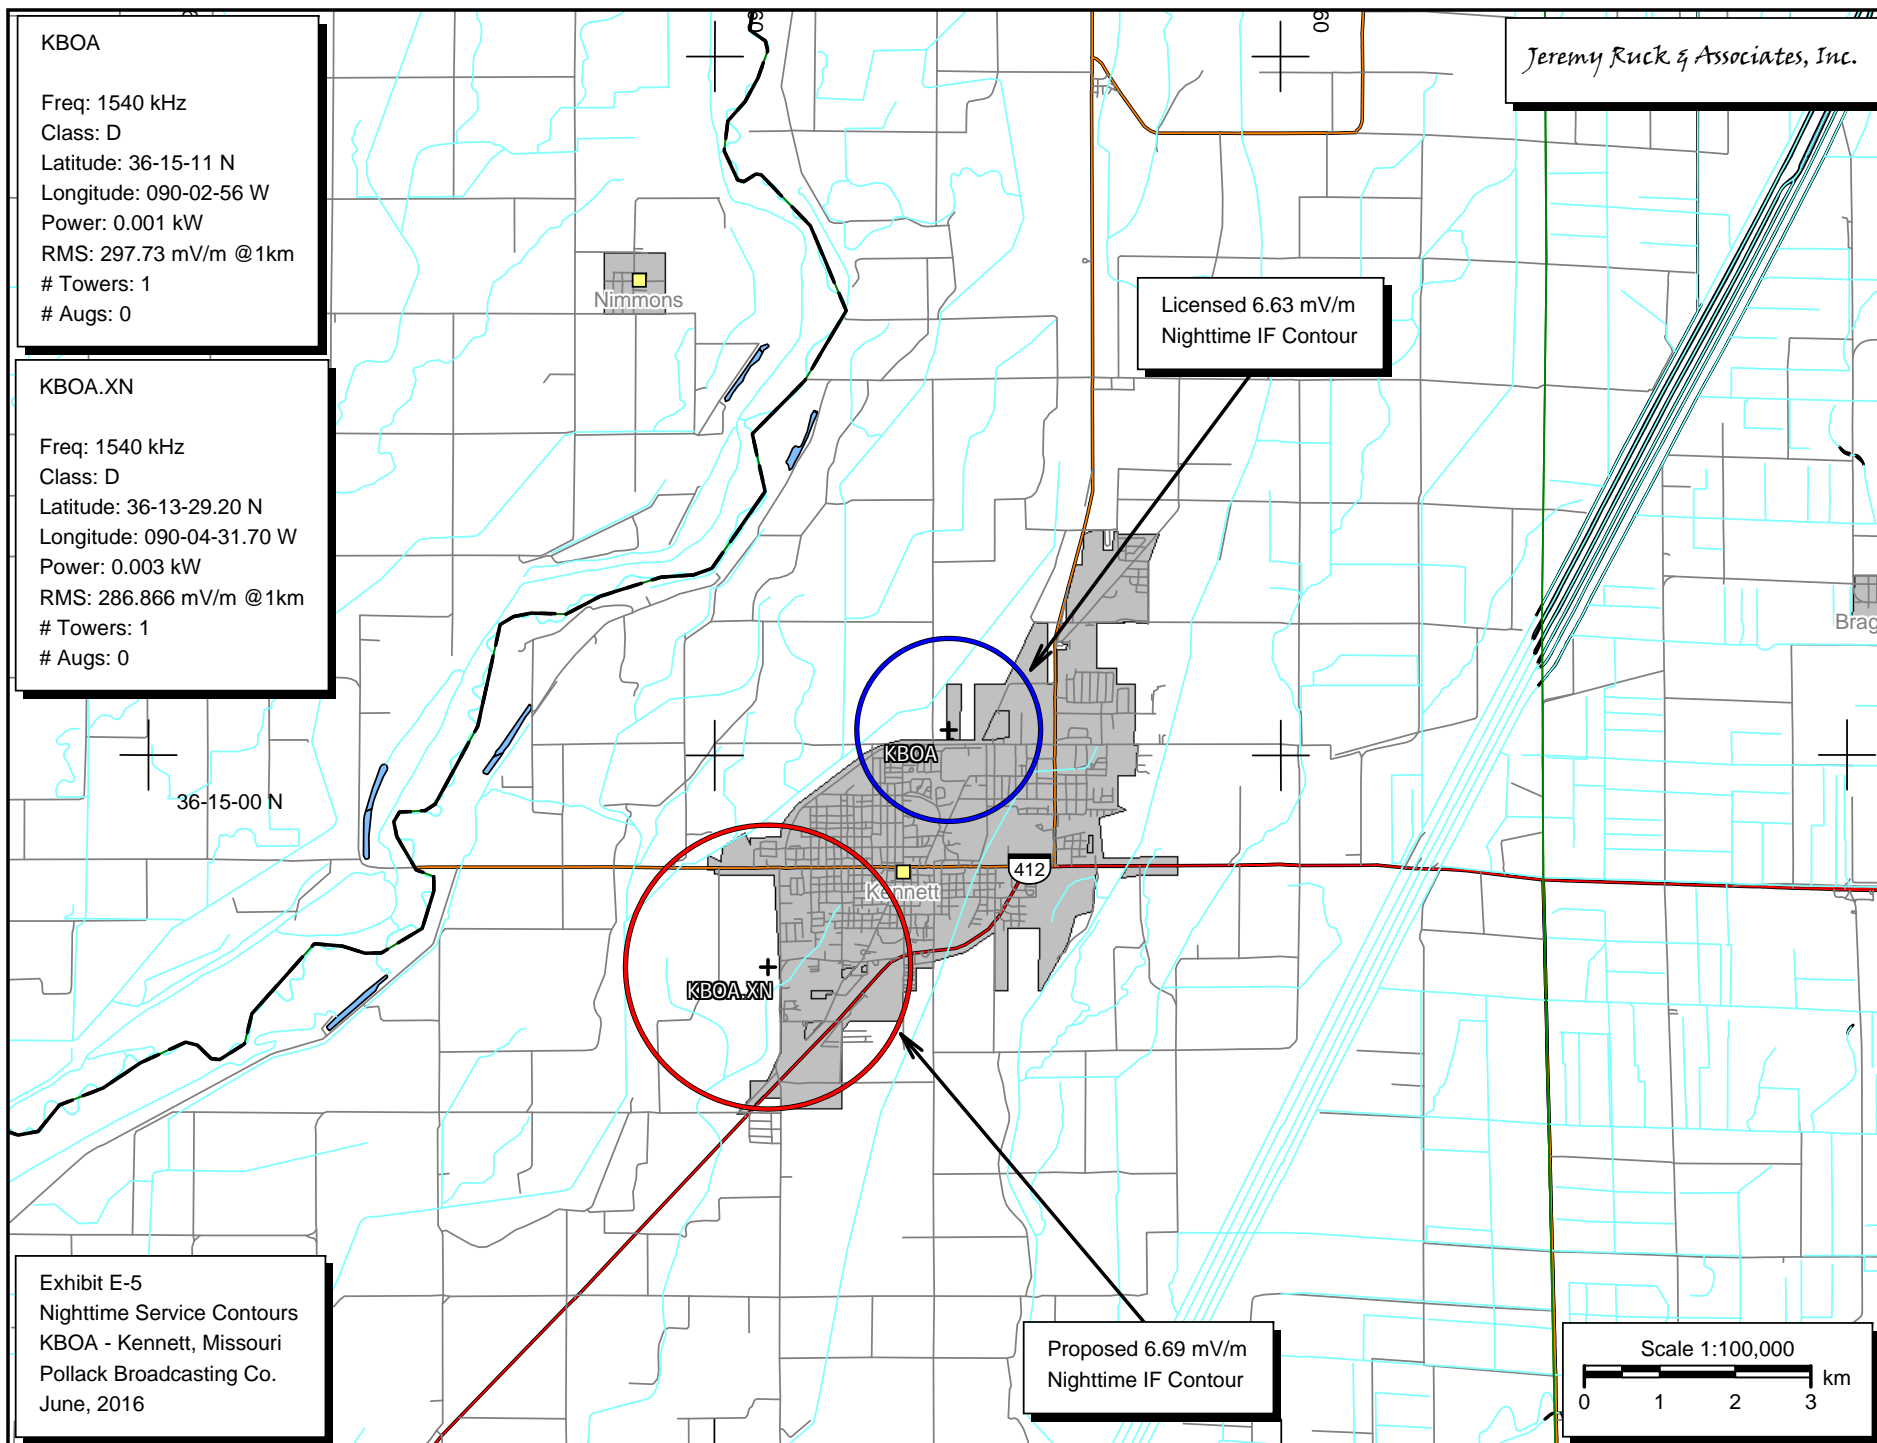 KBOA
Freq: 1540 kHz
Class: D
Latitude: 36-15-11 N
Longitude: 090-02-56 W
Power: 0.001 kW
RMS: 297.73 mV/m @1km
# Towers: 1
# Augs: 0
KBOA.XN
Freq: 1540 kHz
Class: D
Latitude: 36-13-29.20 N
Longitude: 090-04-31.70 W
Power: 0.003 kW
RMS: 286.866 mV/m @1km
# Towers: 1
# Augs: 0
09
09
Jeremy Ruck & Associates, Inc.
Nimmons
Licensed 6.63 mV/m
Nighttime IF Contour
Brag
KBOA
36-15-00 N
412
Kennett
KBOA.XN
Exhibit E-5
Nighttime Service Contours
KBOA - Kennett, Missouri
Pollack Broadcasting Co.
June, 2016
Proposed 6.69 mV/m
Nighttime IF Contour
Scale 1:100,000
km
0 1 2 3